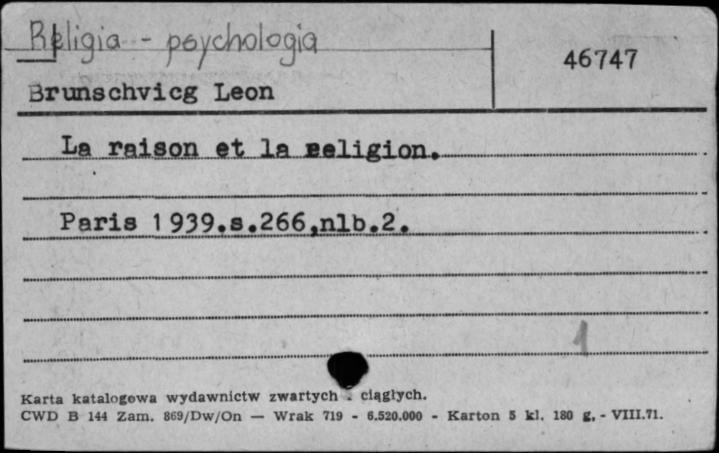 Religia - psychologia
46747
Brunschvicg Leon
La raison et la religion.
Paris 1939.s.266,nlb.2.
1
Karta katalogowa wydawnictw zwartych - ciągłych.
CWD B 144 Zam. 869/Dw/On — Wrak 719 - 6.520.000 - Karton 5 kl. 180 g. - VIII.71.